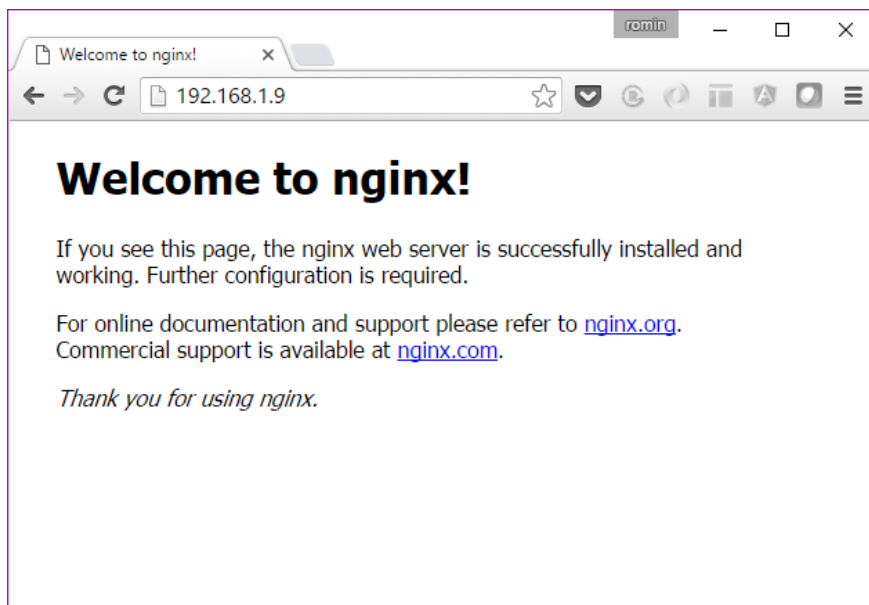 romin
Welcome to nginx!
192.168.1.9
Welcome to nginx!
If you see this page, the nginx web server is successfully installed and
working. Further configuration is required.
For online documentation and support please refer to nginx.org.
Commercial support is available at nginx.com.
Thank you for using nginx.